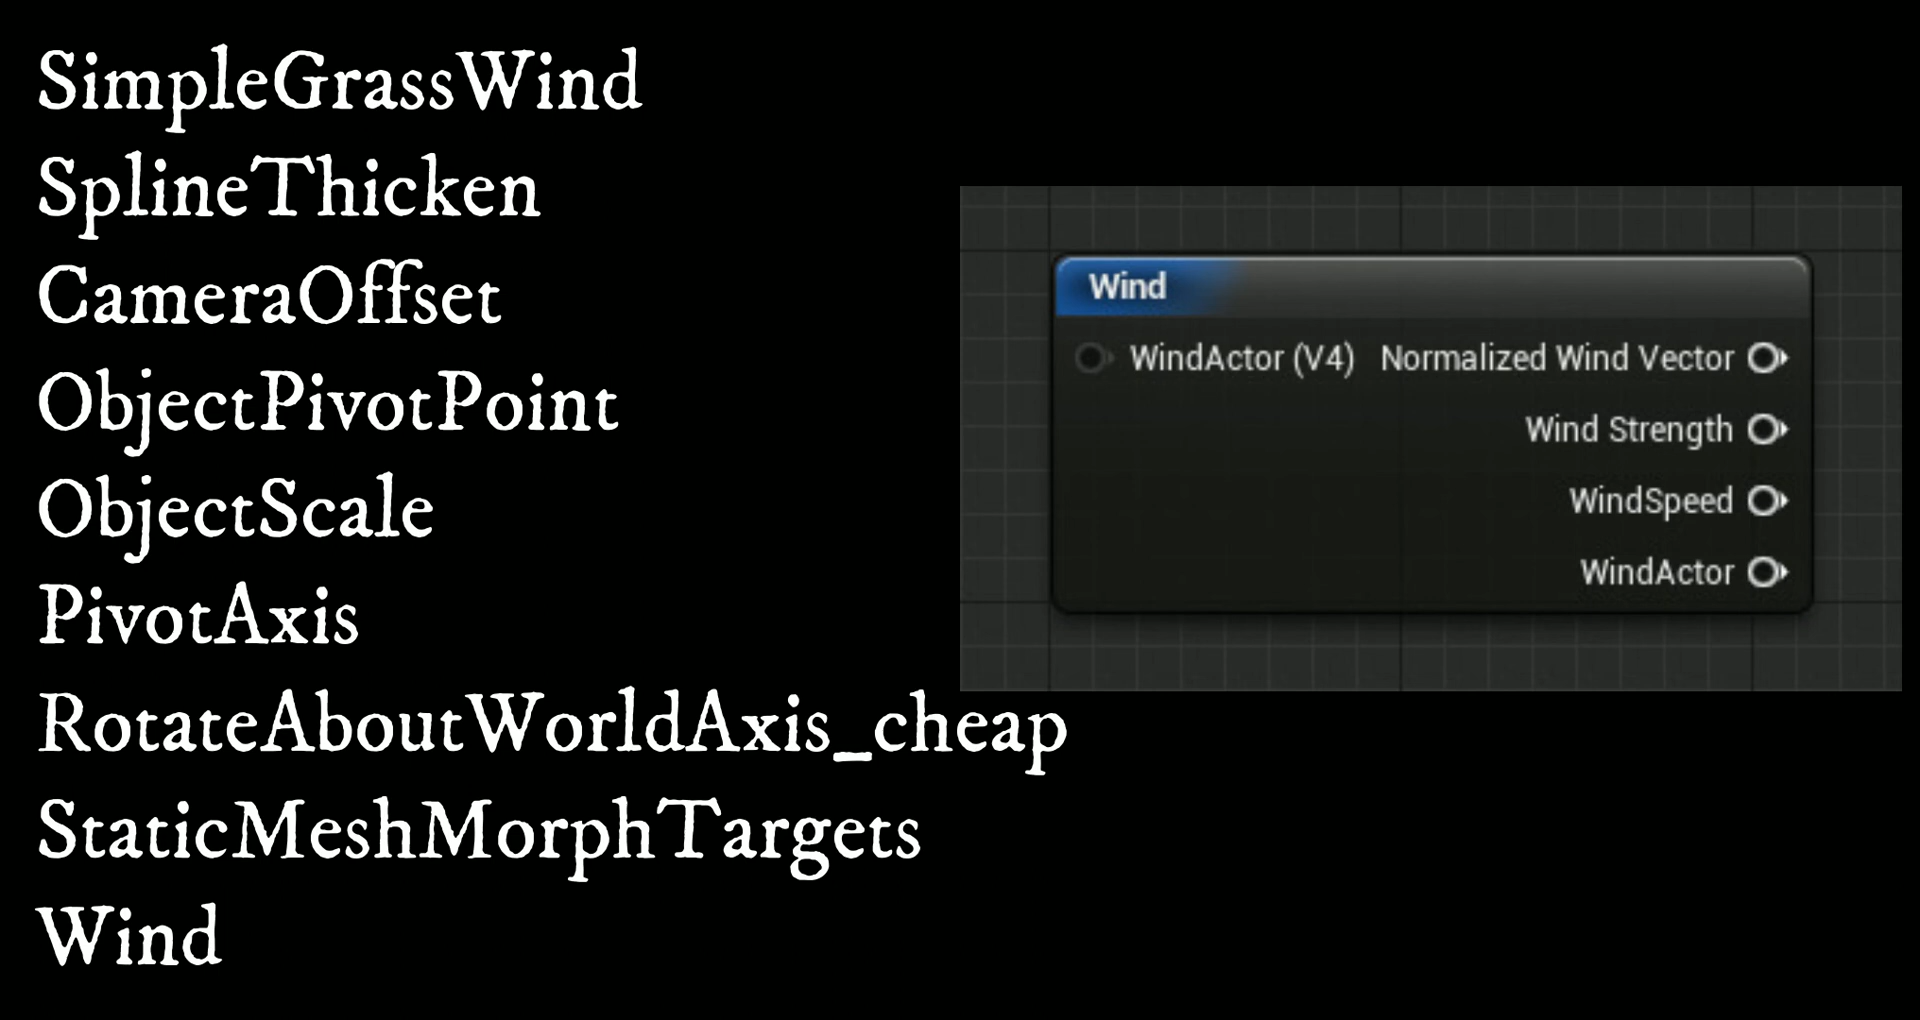 SimpleGrassWind
SplineThicken
CameraOffset
ObjectPivotPoint
ObjectScale
PivotAxis
RotateAboutWorldAxis_cheap
StaticMeshMorphTargets
Wind
Wind
WindActor (V4) Normalized Wind Vector
Wind Strength
WindSpeed
WindActor